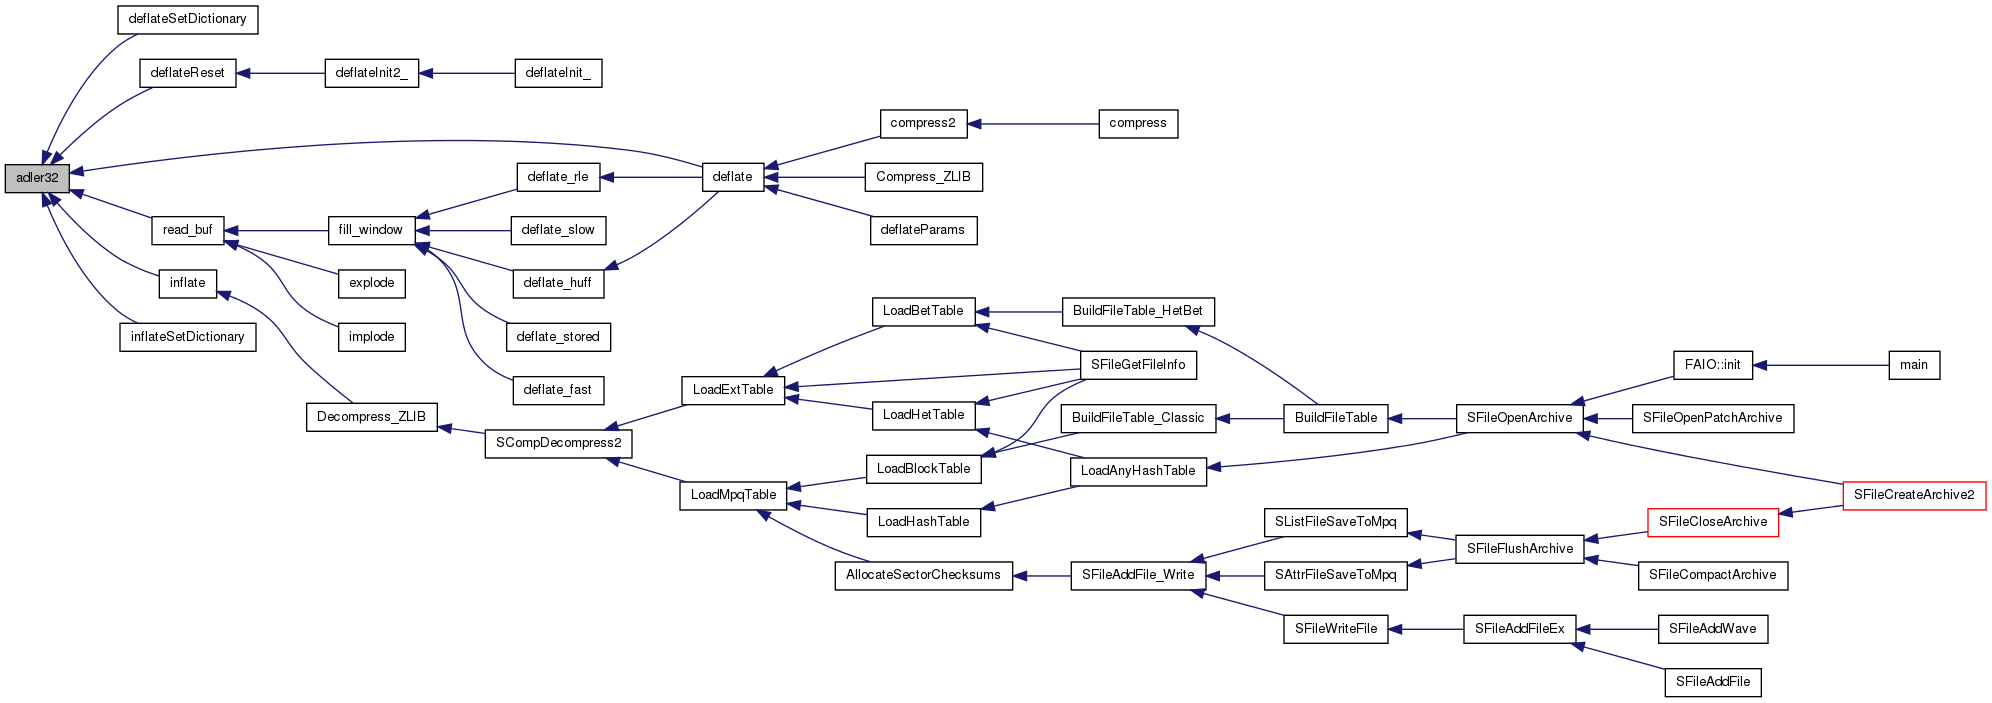 deflateSetDictionary
deflateReset
deflateInit2_
deflateInit_
compress2
compress
adler32
deflate_rle
deflate
Compress_ZLIB
read_buf
fill_window
deflate_slow
deflateParams
inflate
explode
deflate_huff
inflateSetDictionary
implode
deflate_stored
LoadBetTable
BuildFileTable_HetBet
deflate_fast
LoadExtTable
SFileGetFileInfo
FAIO::init
main
Decompress_ZLIB
LoadHetTable
BuildFileTable_Classic
BuildFileTable
SFileOpenArchive
SFileOpenPatchArchive
SCompDecompress2
LoadBlockTable
LoadAnyHashTable
LoadMpqTable
SFileCreateArchive2
LoadHashTable
SListFileSaveToMpq
SFileCloseArchive
SFileFlushArchive
AllocateSectorChecksums
SFileAddFile_Write
SAttrFileSaveToMpq
SFileCompactArchive
SFileWriteFile
SFileAddFileEx
SFileAddWave
SFileAddFile